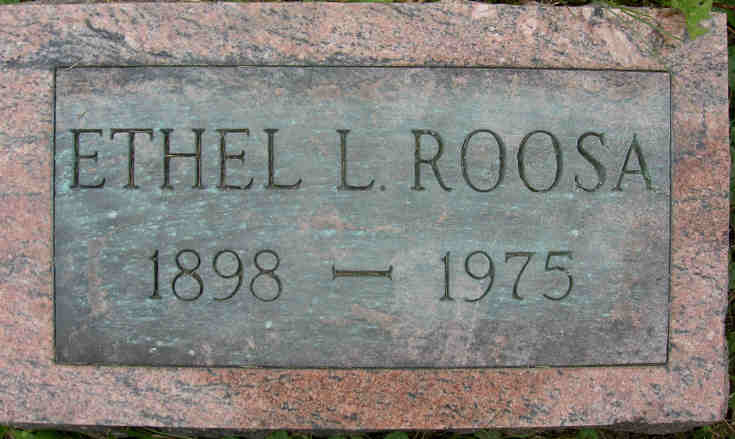 ETHEL L. ROOSA
1898 — 1975